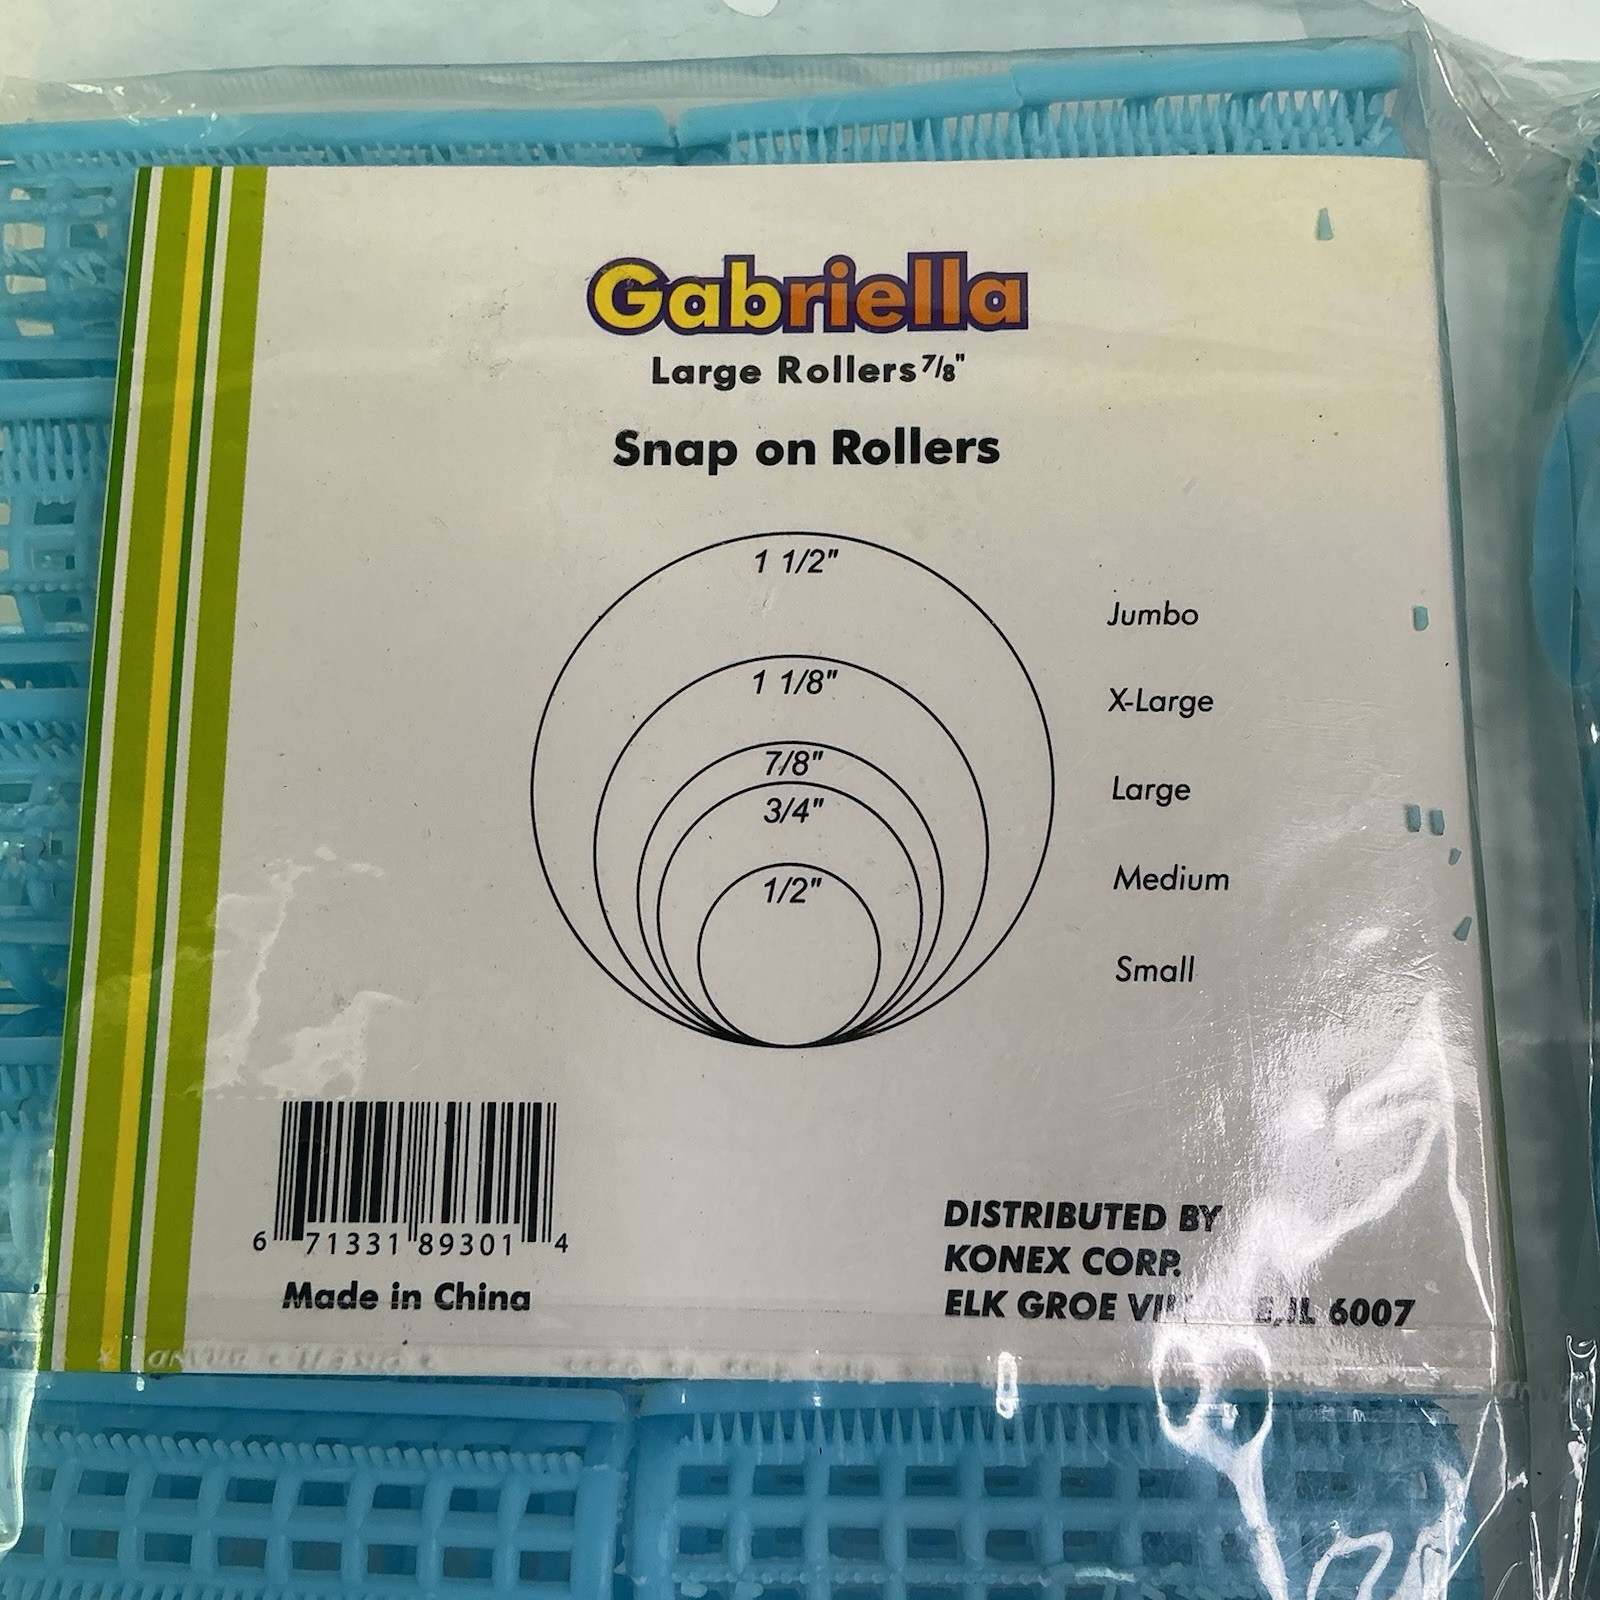 Gabriella
Large Rollers 7/8"
Snap on Rollers
1 1/2"
Jumbo
1 1/8"
X-Large
7/8"
Large
3/4"
Medium
1/2"
Small
6 71331 89301 4
Made in China
DISTRIBUTED BY
KONEX CORP.
ELK GROE IL 6007